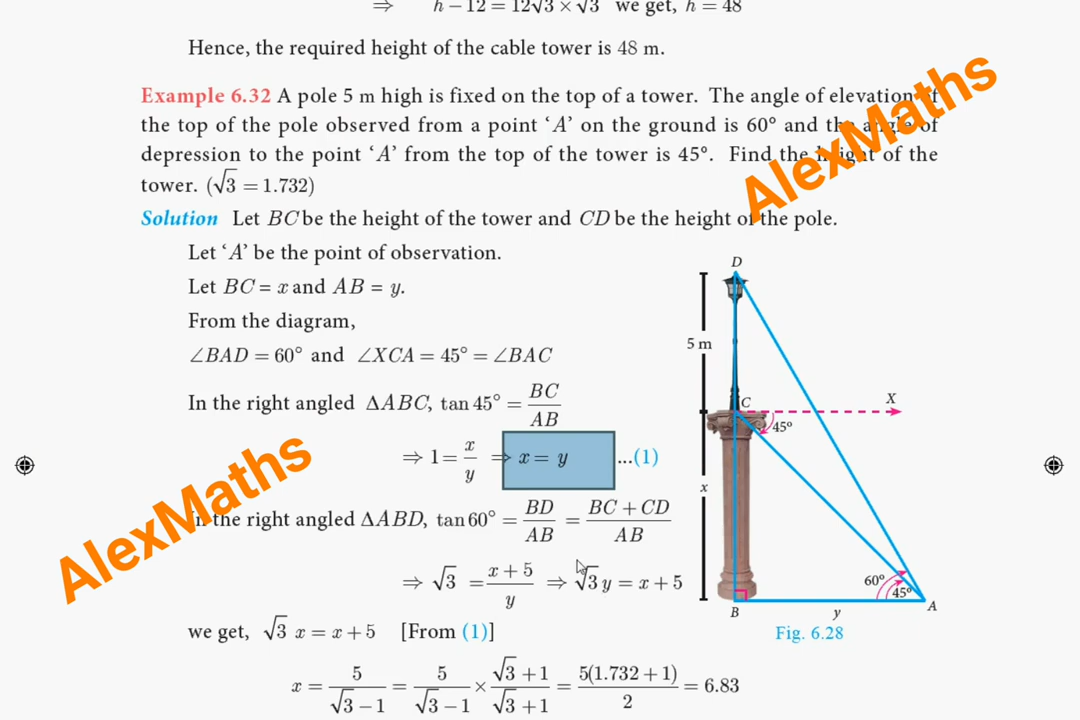 ⇒ h − 12 = 12√3 × √3 we get, h = 48
Hence, the required height of the cable tower is 48 m.
Example 6.32 A pole 5 m high is fixed on the top of a tower. The angle of elevation of
the top of the pole observed from a point ‘A’ on the ground is 60° and the angle of
depression to the point ‘A’ from the top of the tower is 45°. Find the height of the
tower. (√3 = 1.732)
Solution Let BC be the height of the tower and CD be the height of the pole.
Let ‘A’ be the point of observation.
Let BC = x and AB = y.
From the diagram,
∠BAD = 60° and ∠XCA = 45° = ∠BAC
In the right angled ΔABC, tan 45° = BC/AB
⇒ 1 = x/y ⇒ x = y ...(1)
In the right angled ΔABD, tan 60° = BD/AB = (BC + CD)/AB
⇒ √3 = (x + 5)/y ⇒ √3 y = x + 5
we get, √3 x = x + 5 [From (1)]
x = 5/(√3 − 1) = 5/(√3 − 1) × (√3 + 1)/(√3 + 1) = 5(1.732 + 1)/2 = 6.83
D
5 m
C
X
45°
x
60°
45°
B
y
A
Fig. 6.28
AlexMaths
AlexMaths